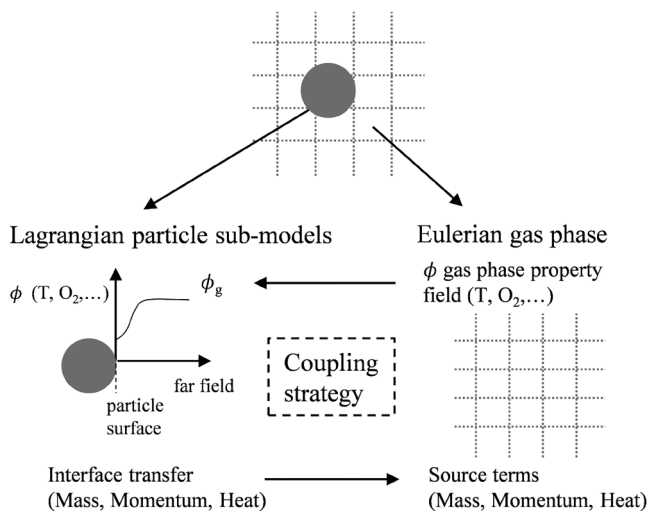 Lagrangian particle sub-models
Eulerian gas phase
ϕ (T, O₂,...)
ϕg
ϕ gas phase property
field (T, O₂,...)
Coupling
strategy
far field
particle
surface
Interface transfer
(Mass, Momentum, Heat)
Source terms
(Mass, Momentum, Heat)